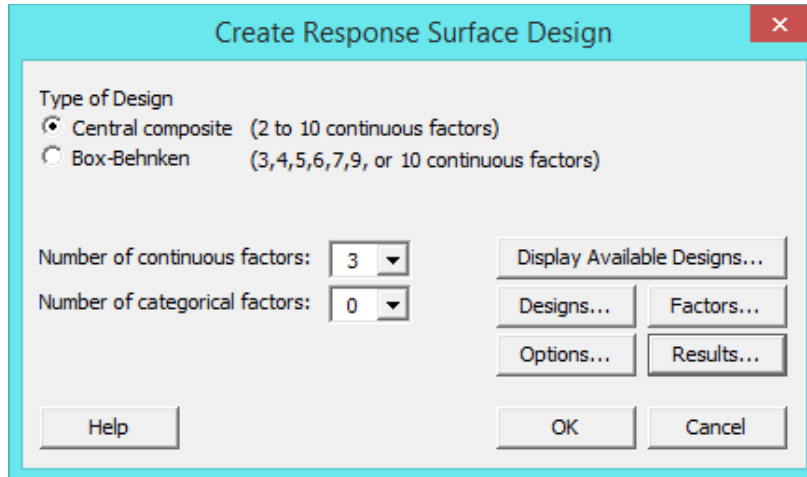 Create Response Surface Design
Type of Design
Central composite (2 to 10 continuous factors)
Box-Behnken (3,4,5,6,7,9, or 10 continuous factors)
Number of continuous factors: 3
Display Available Designs...
Number of categorical factors: 0
Designs... Factors...
Options... Results...
Help OK Cancel